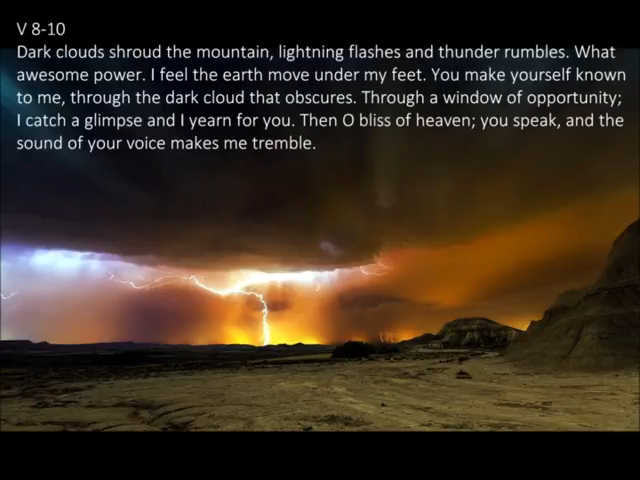 V 8-10
Dark clouds shroud the mountain, lightning flashes and thunder rumbles. What
awesome power. I feel the earth move under my feet. You make yourself known
to me, through the dark cloud that obscures. Through a window of opportunity;
I catch a glimpse and I yearn for you. Then O bliss of heaven; you speak, and the
sound of your voice makes me tremble.